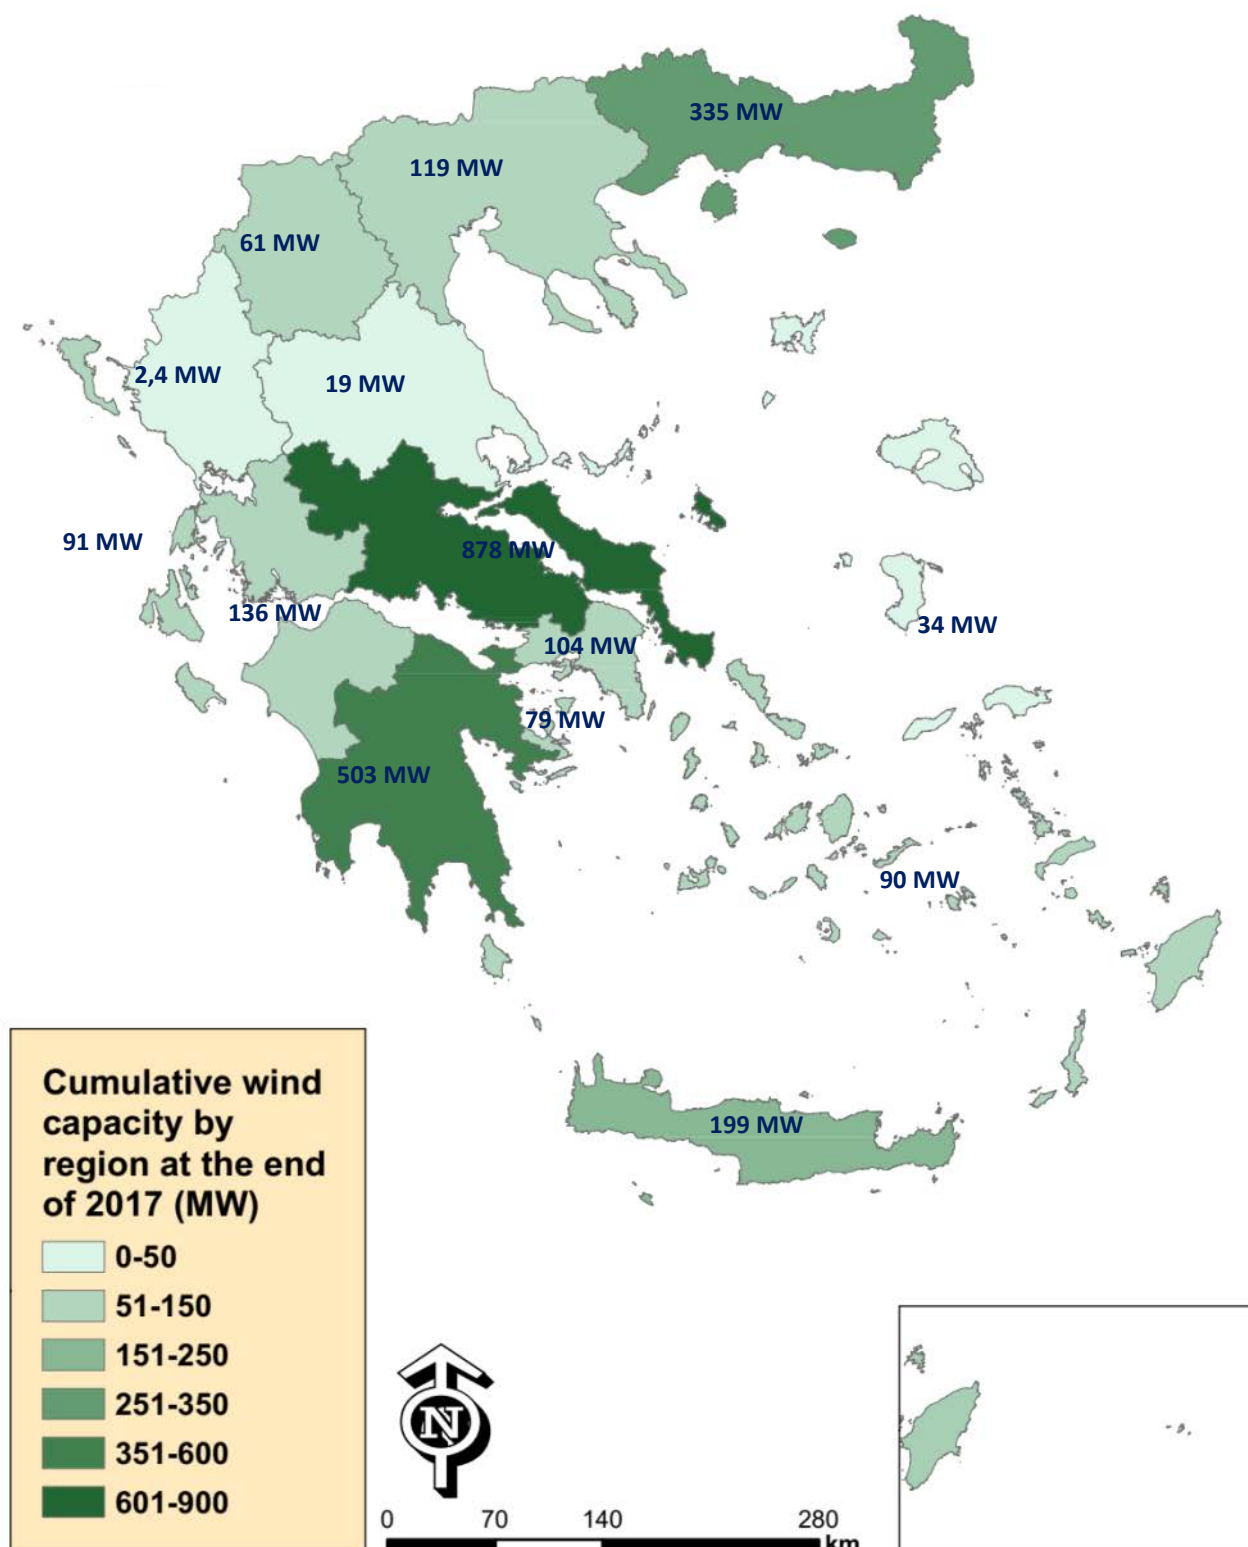 335 MW
119 MW
61 MW
2,4 MW
19 MW
91 MW
878 MW
136 MW
104 MW
34 MW
79 MW
503 MW
90 MW
199 MW
Cumulative wind
capacity by
region at the end
of 2017 (MW)
0-50
51-150
151-250
251-350
351-600
601-900
N
0 70 140 280
km